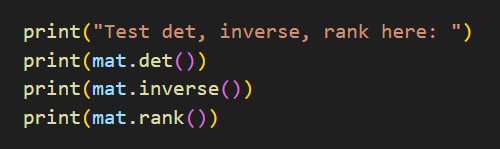 print("Test det, inverse, rank here: ")
print(mat.det())
print(mat.inverse())
print(mat.rank())